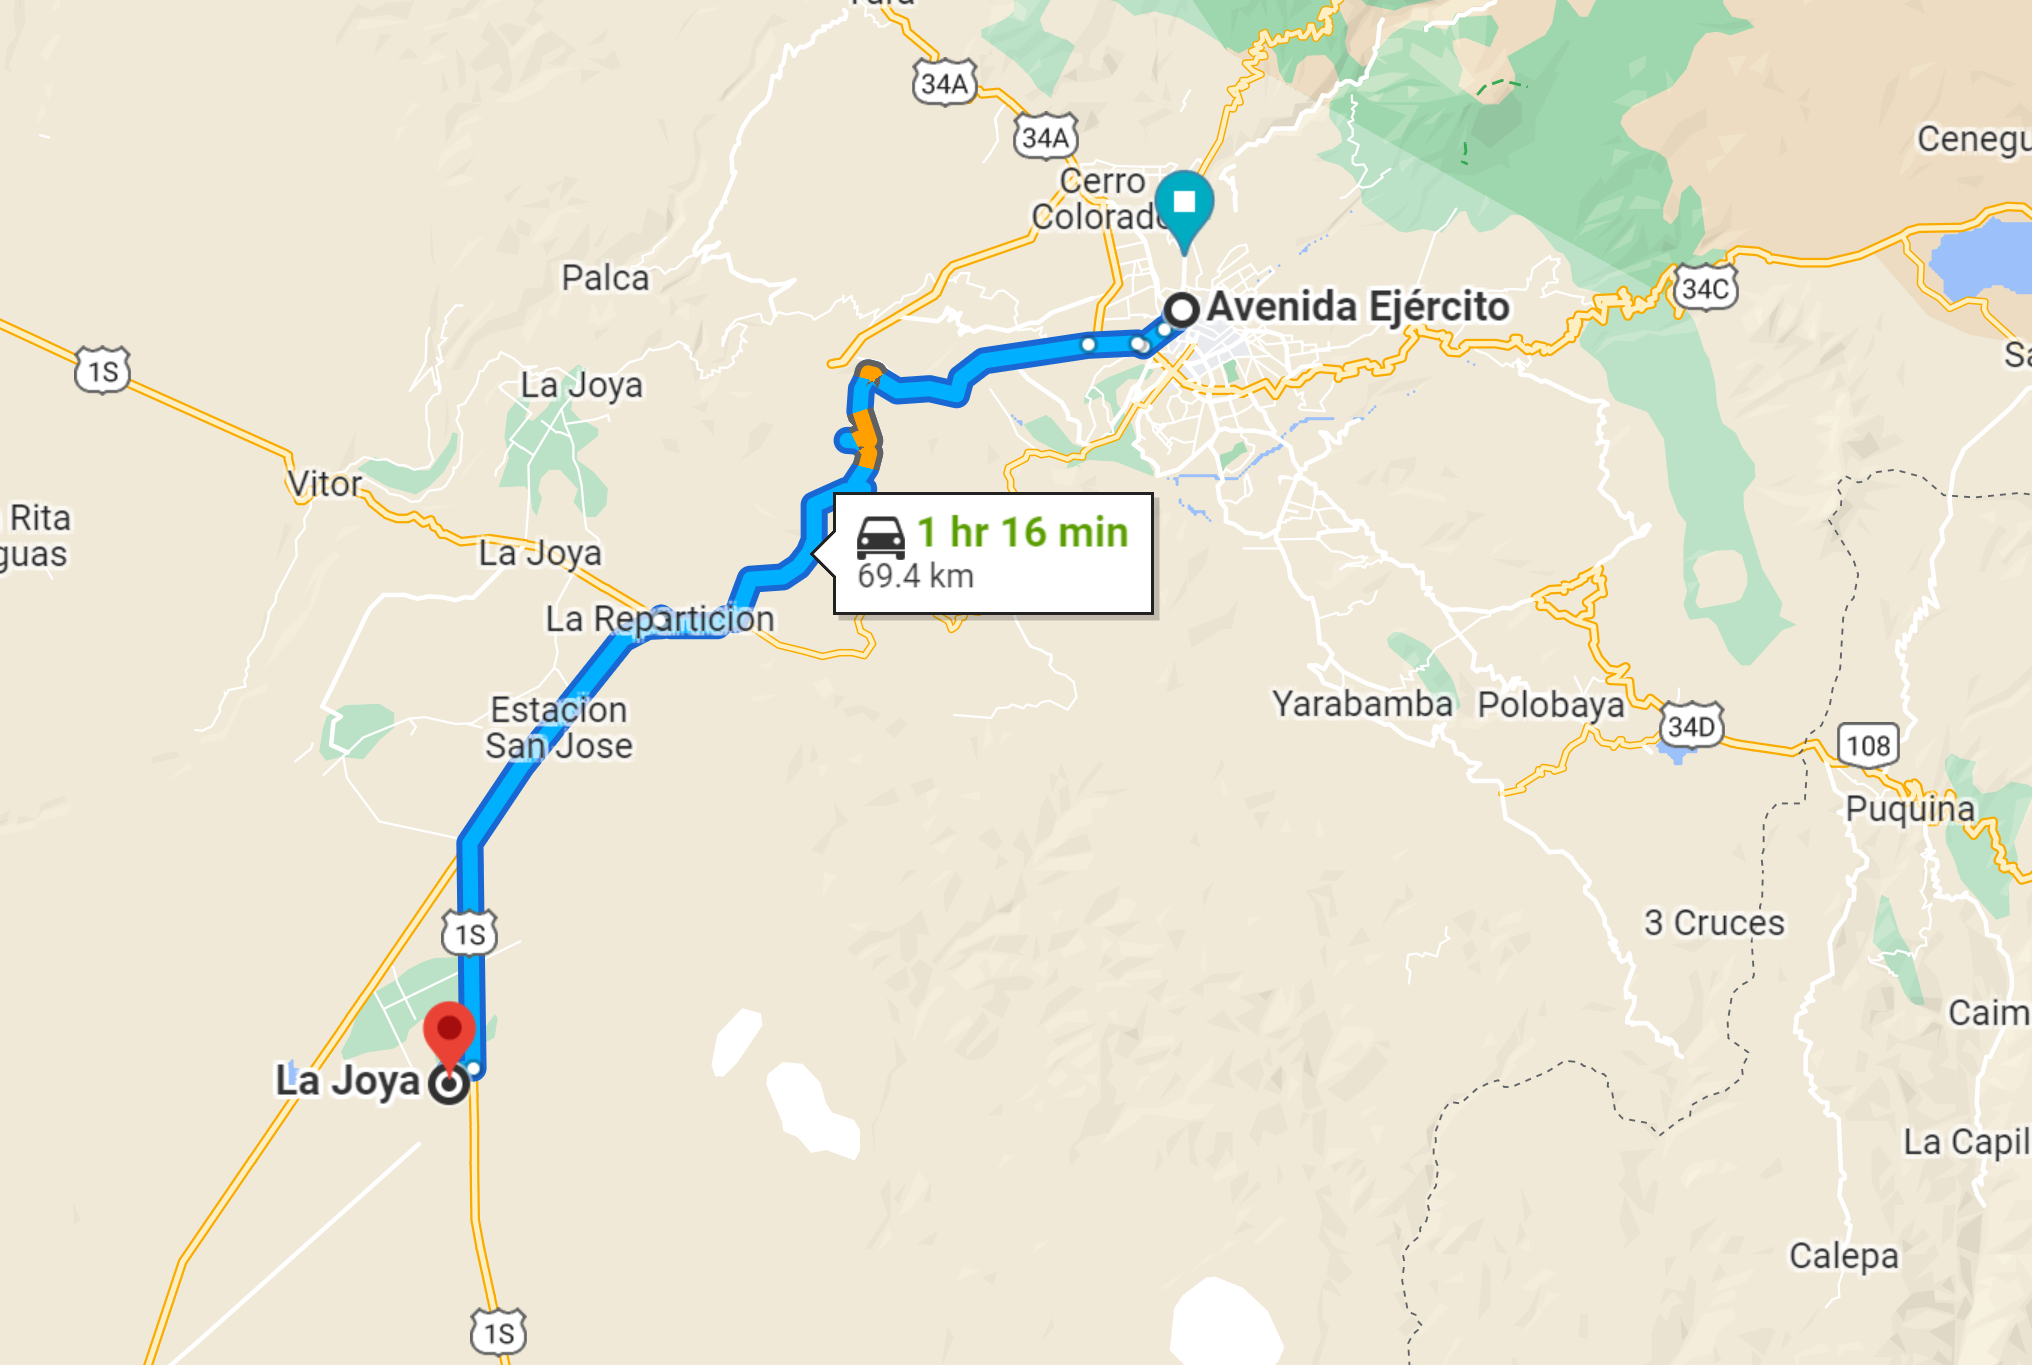 34A
34A
Cenegu
Cerro
Colorado
Palca
34C
Avenida Ejército
1S
La Joya
Vitor
Rita
guas
La Joya
1 hr 16 min
69.4 km
La Reparticion
Estacion
San Jose
Yarabamba
Polobaya
34D
108
Puquina
3 Cruces
1S
Caim
La Joya
La Capil
Calepa
1S